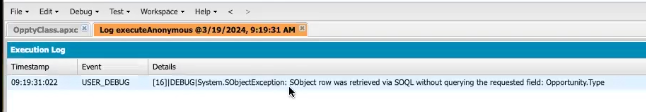 File ▾ Edit ▾ Debug ▾ Test ▾ Workspace ▾ Help ▾ < >
OpptyClass.apxc Log executeAnonymous @3/19/2024, 9:19:31 AM
Execution Log
Timestamp Event Details
09:19:31:022 USER_DEBUG [16]|DEBUG|System.SObjectException: SObject row was retrieved via SOQL without querying the requested field: Opportunity.Type